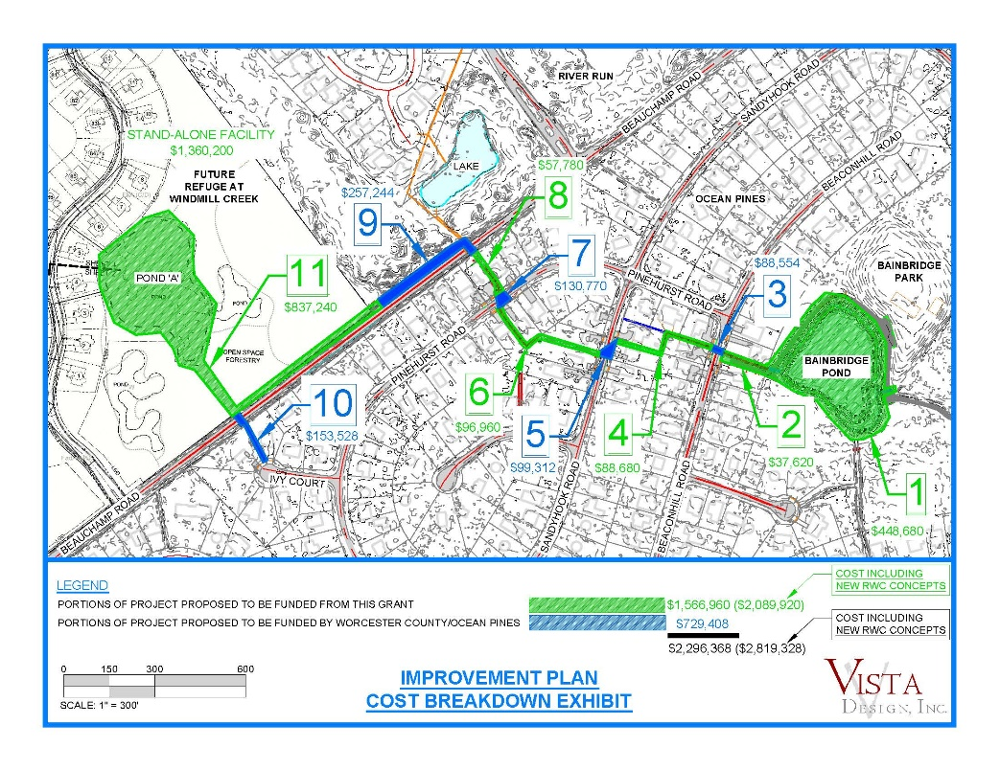 RIVER RUN
BEAUCHAMP ROAD
SANDYHOOK ROAD
BEACONHILL ROAD
STAND-ALONE FACILITY
$1,360,200
FUTURE
REFUGE AT
WINDMILL CREEK
LAKE
$57,780
8
$257,244
9
OCEAN PINES
7
$130,770
$88,554
3
BAINBRIDGE
PARK
POND 'A'
POND
POND
11
$837,240
PINEHURST ROAD
PINEHURST ROAD
OPEN SPACE
FORESTRY
POND
BAINBRIDGE
POND
10
$153,528
6
$96,960
5
$99,312
4
$88,680
2
$37,620
1
$448,680
IVY COURT
BEAUCHAMP ROAD
SANDYHOOK ROAD
BEACONHILL ROAD
LEGEND
PORTIONS OF PROJECT PROPOSED TO BE FUNDED FROM THIS GRANT
$1,566,960 ($2,089,920)
COST INCLUDING
NEW RWC CONCEPTS
PORTIONS OF PROJECT PROPOSED TO BE FUNDED BY WORCESTER COUNTY/OCEAN PINES
$729,408
$2,296,368 ($2,819,328)
COST INCLUDING
NEW RWC CONCEPTS
0 150 300 600
SCALE: 1" = 300'
IMPROVEMENT PLAN
COST BREAKDOWN EXHIBIT
VISTA
DESIGN, INC.